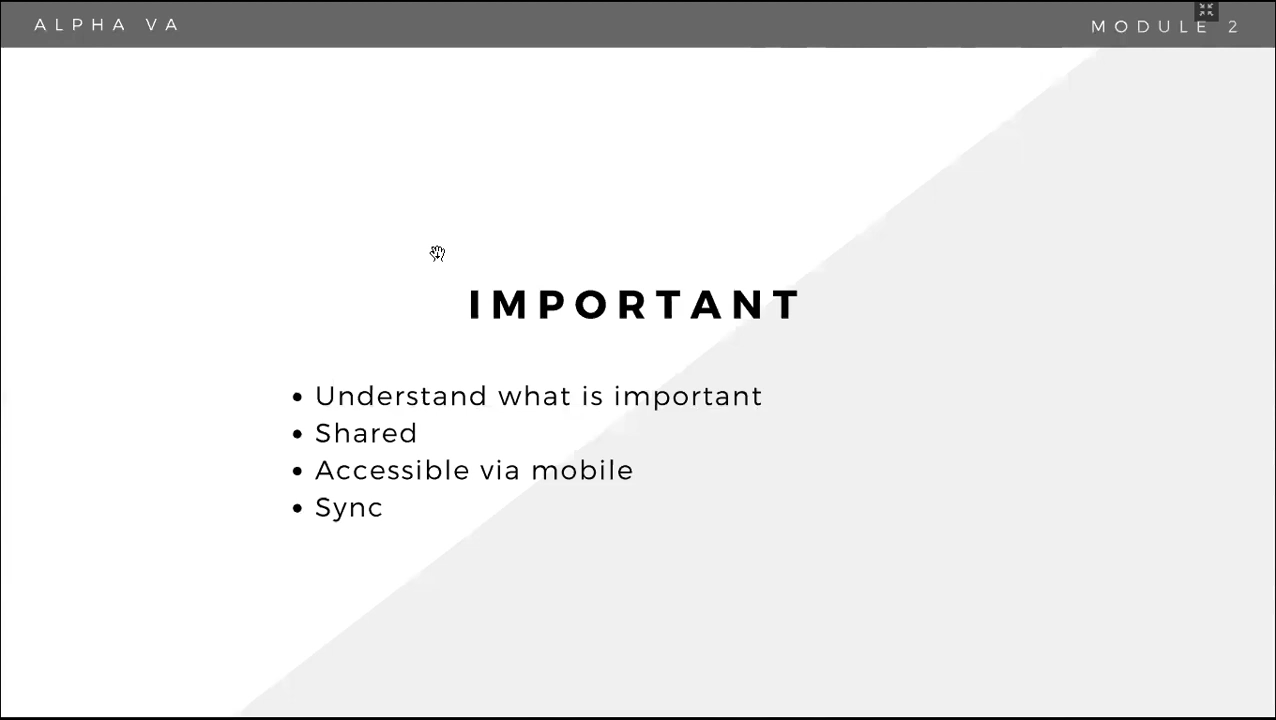 ALPHA VA
MODULE 2
IMPORTANT
• Understand what is important
• Shared
• Accessible via mobile
• Sync